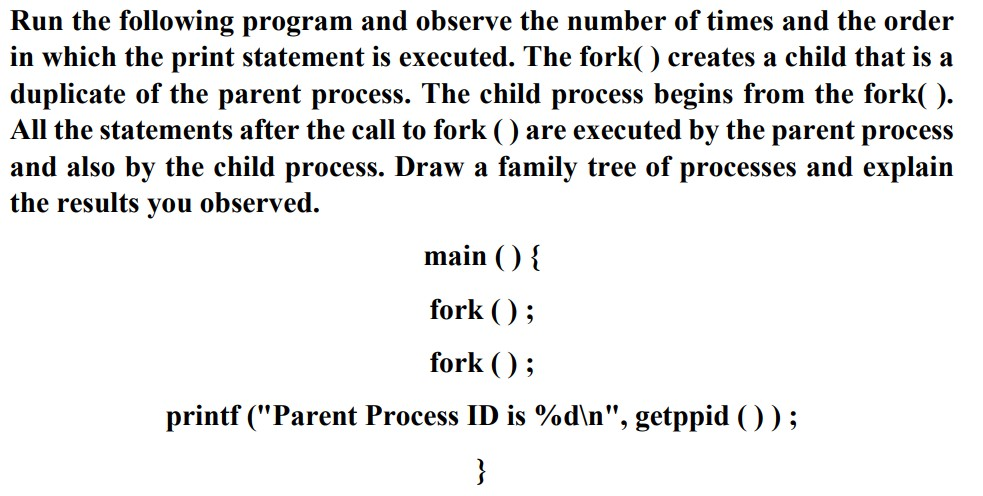 Run the following program and observe the number of times and the order
in which the print statement is executed. The fork( ) creates a child that is a
duplicate of the parent process. The child process begins from the fork( ).
All the statements after the call to fork ( ) are executed by the parent process
and also by the child process. Draw a family tree of processes and explain
the results you observed.
main ( ) {
fork ( ) ;
fork ( ) ;
printf ("Parent Process ID is %d\n", getppid ( ) ) ;
}